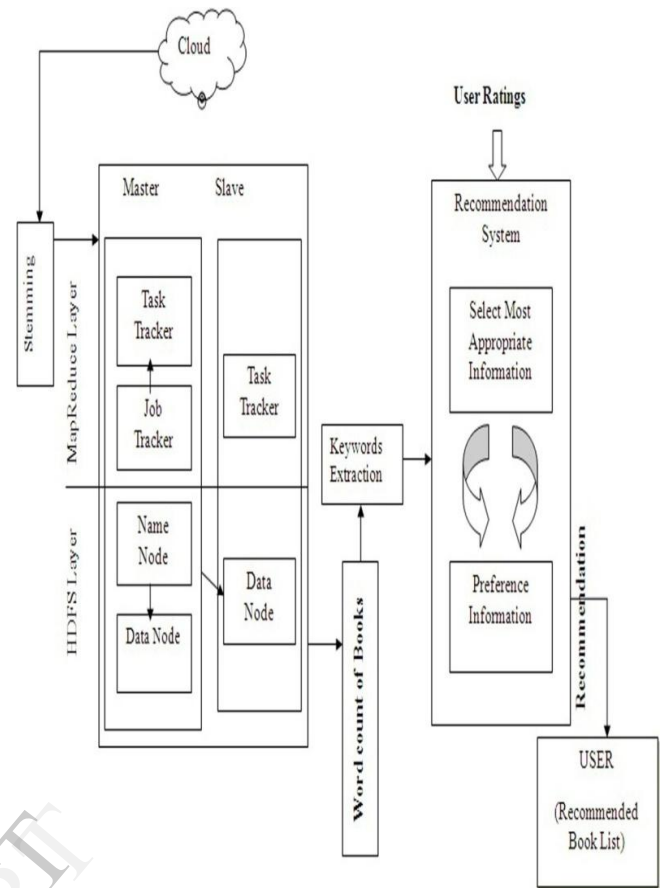 Cloud
User Ratings
Master
Slave
Recommendation
System
Stemming
MapReduce Layer
Task
Tracker
Job
Tracker
Task
Tracker
Select Most
Appropriate
Information
Keywords
Extraction
HDFS Layer
Name
Node
Data Node
Data
Node
Word count of Books
Preference
Information
Recommendation
USER
(Recommended
Book List)